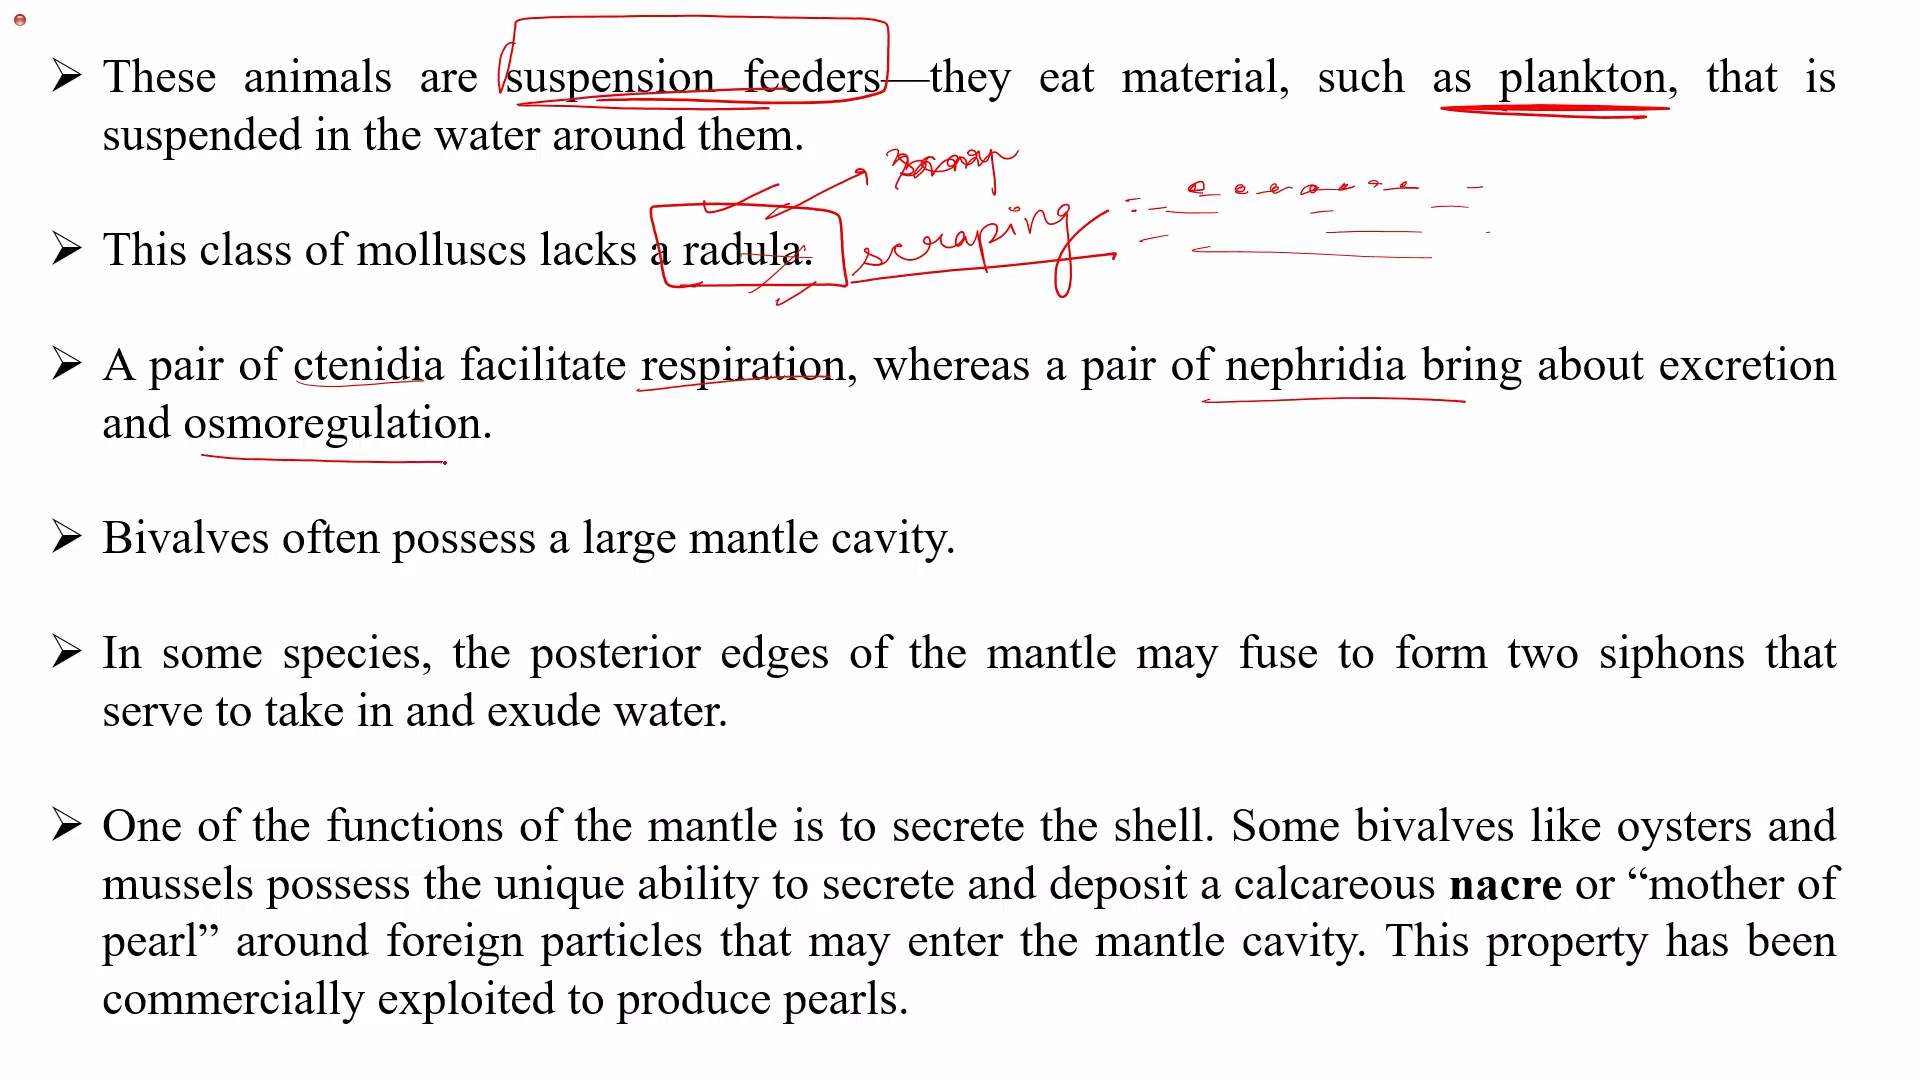 ➤ These animals are suspension feeders—they eat material, such as plankton, that is
suspended in the water around them.
➤ This class of molluscs lacks a radula. scraping
➤ A pair of ctenidia facilitate respiration, whereas a pair of nephridia bring about excretion
and osmoregulation.
➤ Bivalves often possess a large mantle cavity.
➤ In some species, the posterior edges of the mantle may fuse to form two siphons that
serve to take in and exude water.
➤ One of the functions of the mantle is to secrete the shell. Some bivalves like oysters and
mussels possess the unique ability to secrete and deposit a calcareous nacre or “mother of
pearl” around foreign particles that may enter the mantle cavity. This property has been
commercially exploited to produce pearls.